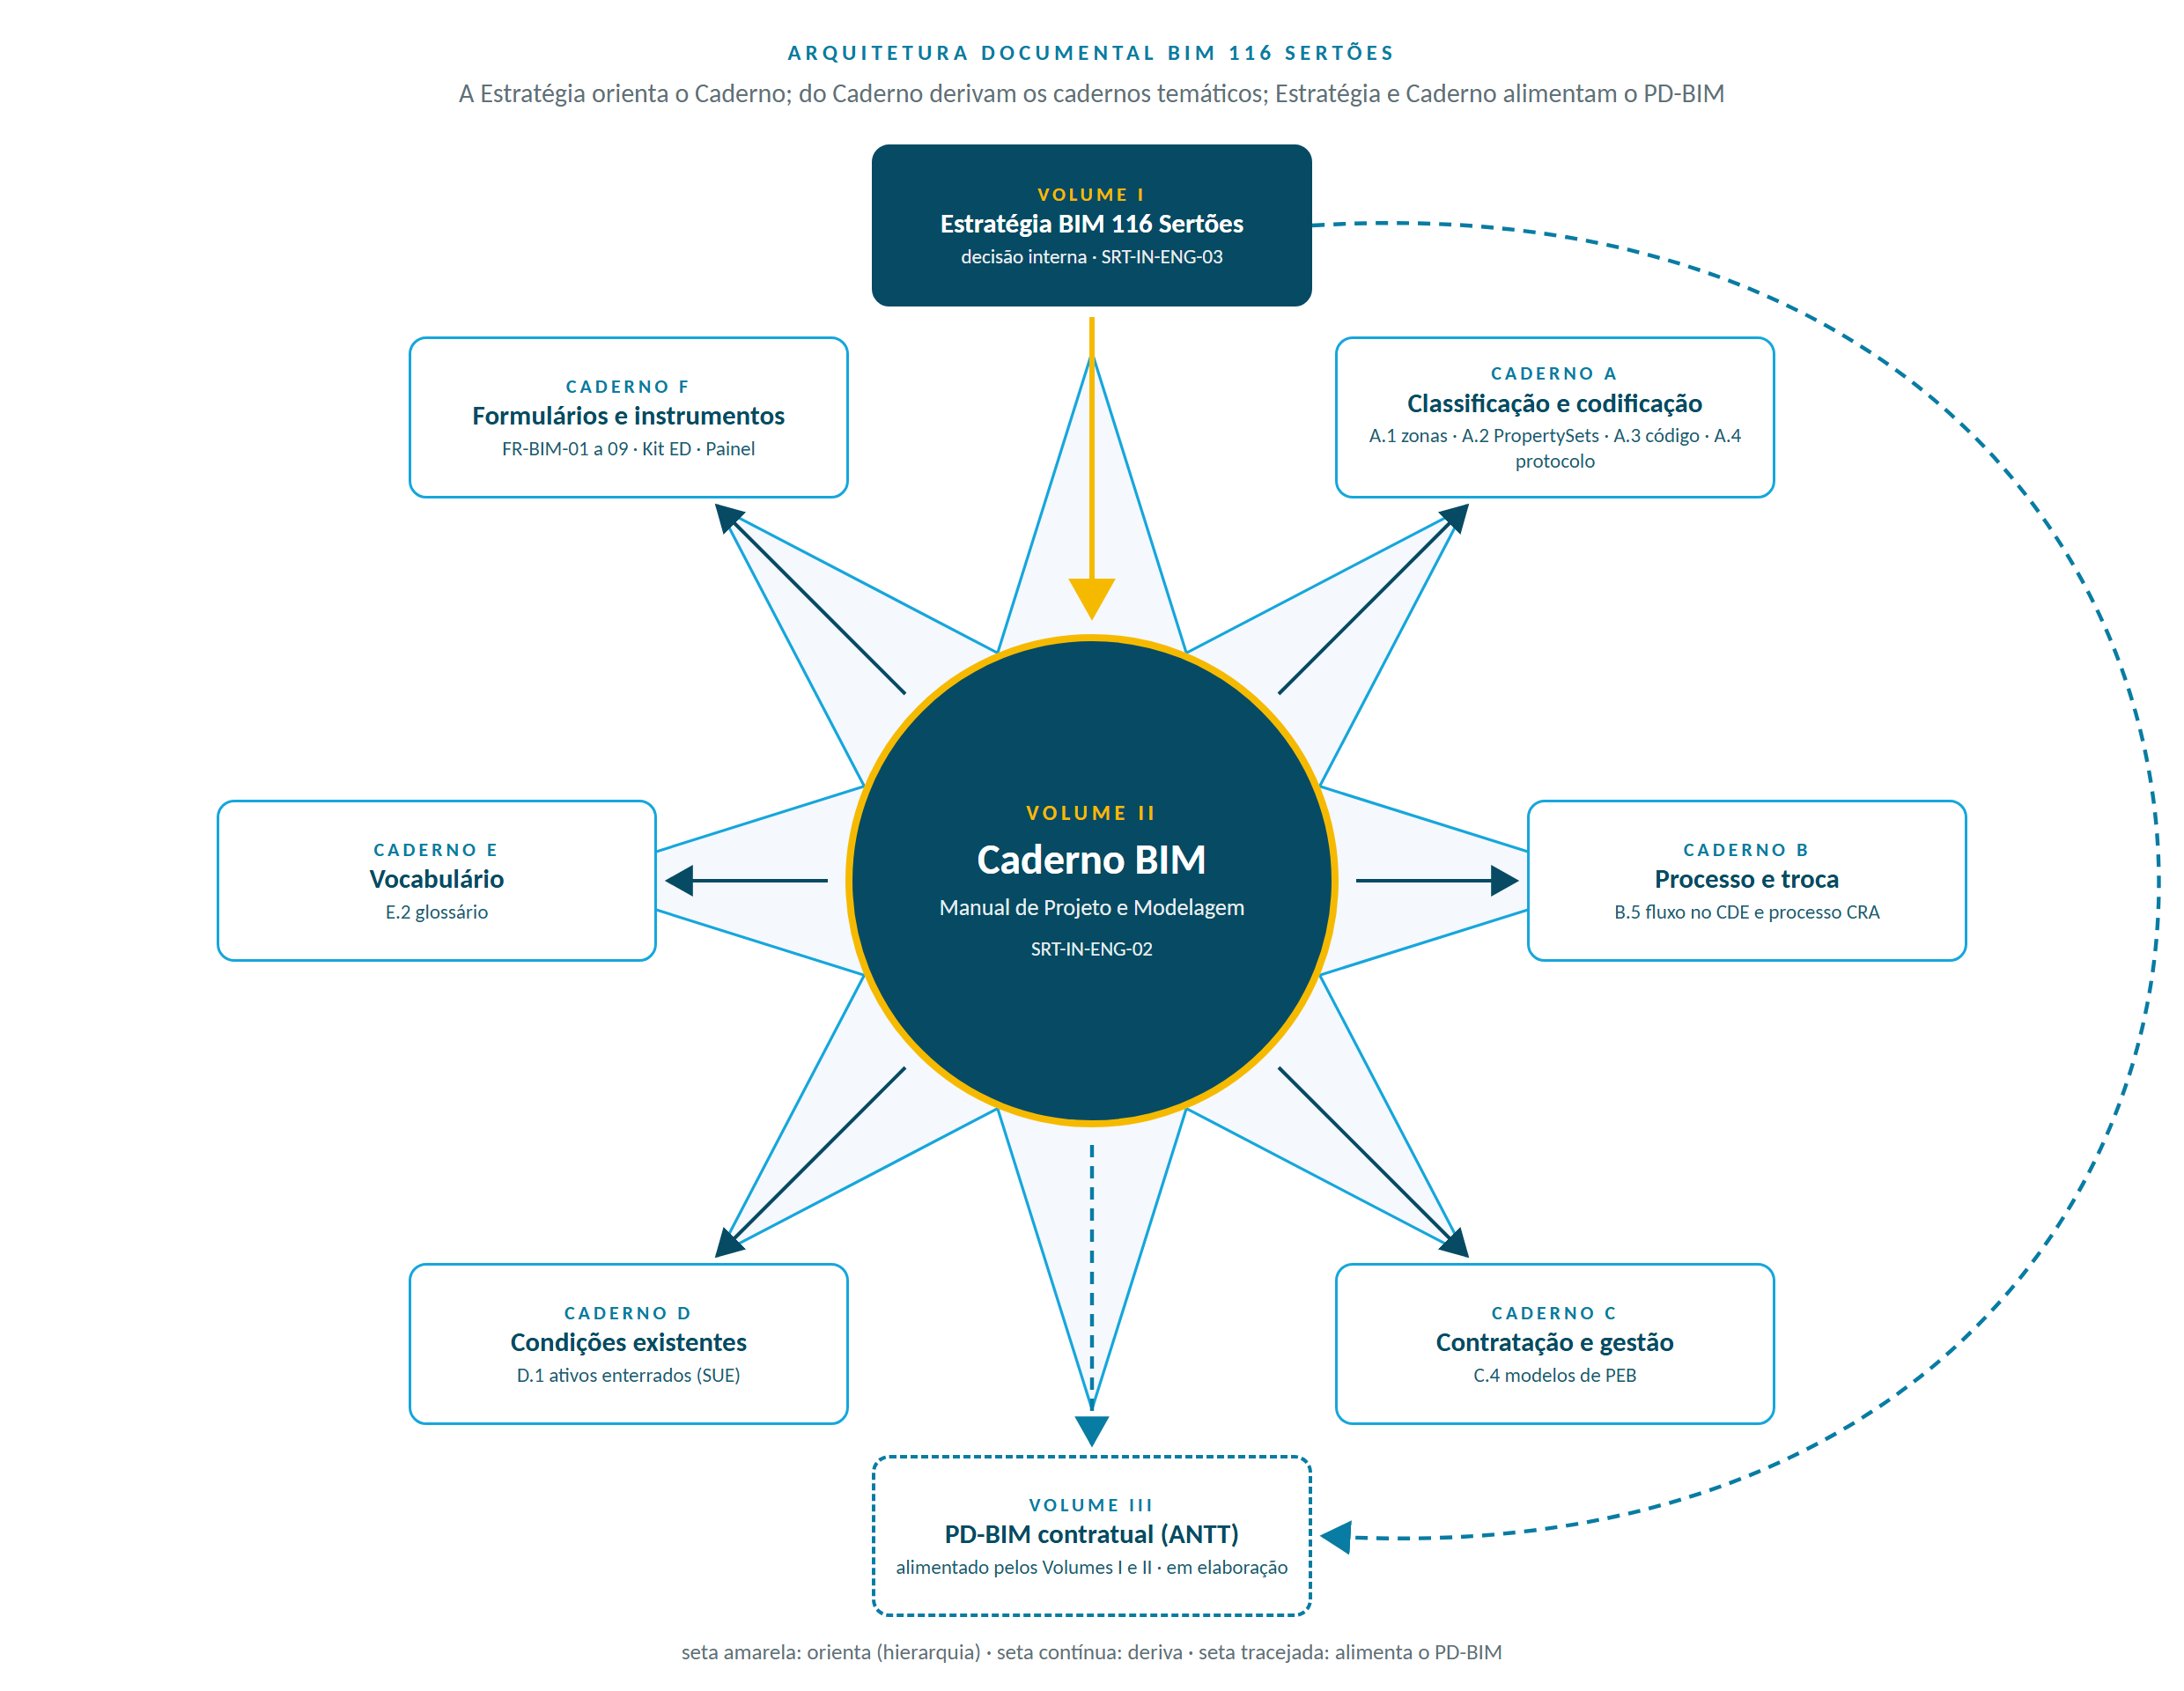 ARQUITETURA DOCUMENTAL BIM 116 SERTÕES
A Estratégia orienta o Caderno; do Caderno derivam os cadernos temáticos; Estratégia e Caderno alimentam o PD-BIM
VOLUME I
Estratégia BIM 116 Sertões
decisão interna · SRT-IN-ENG-03
CADERNO F
Formulários e instrumentos
FR-BIM-01 a 09 · Kit ED · Painel
CADERNO A
Classificação e codificação
A.1 zonas · A.2 PropertySets · A.3 código · A.4
protocolo
CADERNO E
Vocabulário
E.2 glossário
VOLUME II
Caderno BIM
Manual de Projeto e Modelagem
SRT-IN-ENG-02
CADERNO B
Processo e troca
B.5 fluxo no CDE e processo CRA
CADERNO D
Condições existentes
D.1 ativos enterrados (SUE)
CADERNO C
Contratação e gestão
C.4 modelos de PEB
VOLUME III
PD-BIM contratual (ANTT)
alimentado pelos Volumes I e II · em elaboração
seta amarela: orienta (hierarquia) · seta contínua: deriva · seta tracejada: alimenta o PD-BIM